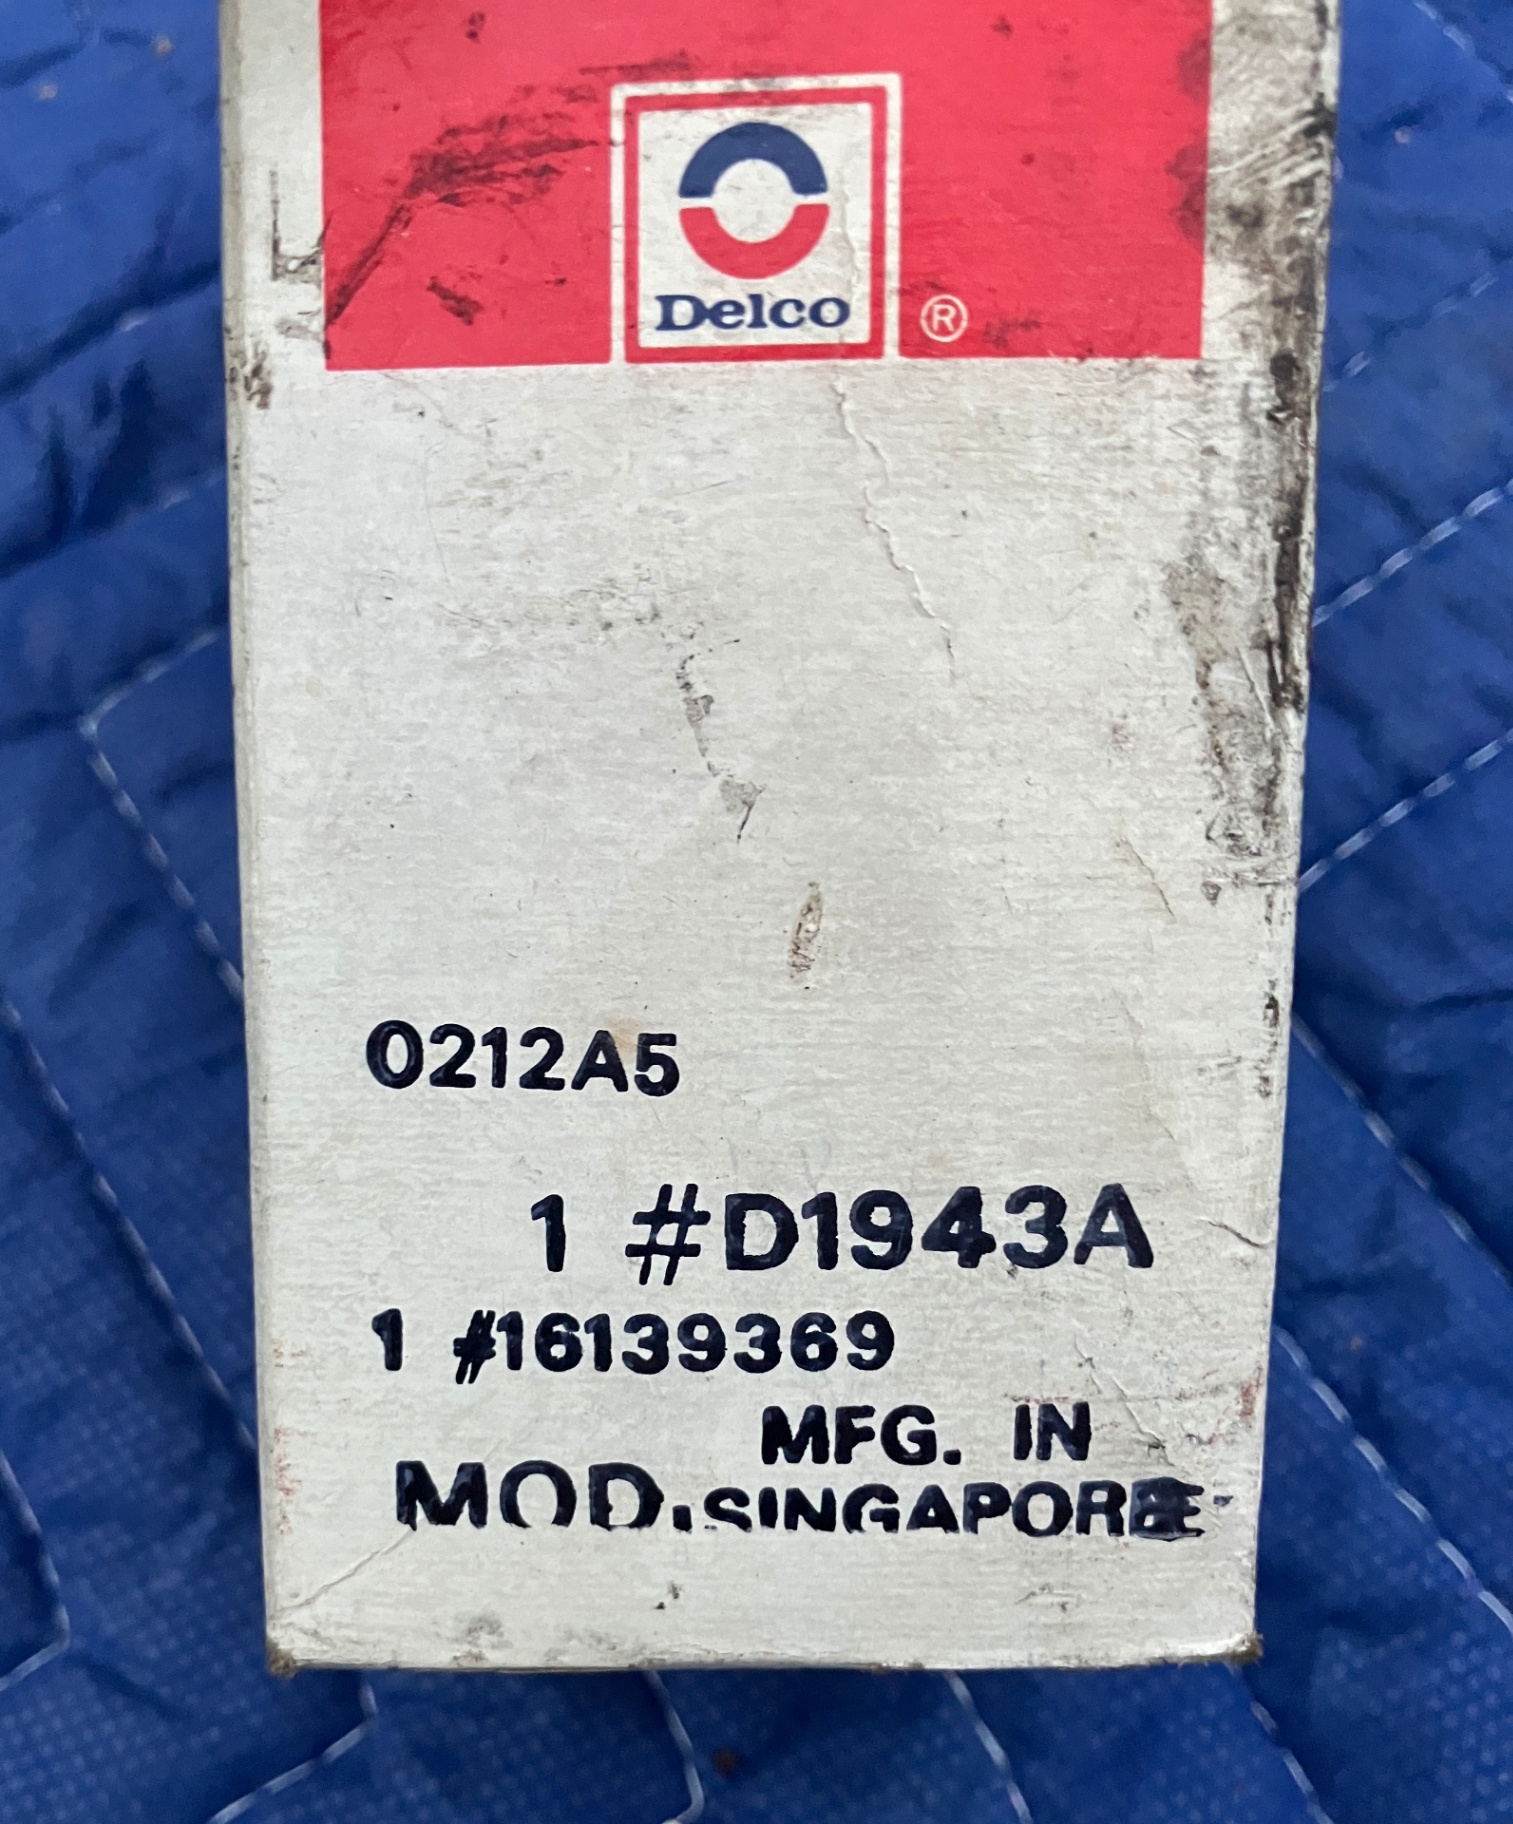 Delco ®
0212A5
1 #D1943A
1 #16139369
MFG. IN
MOD. SINGAPORE